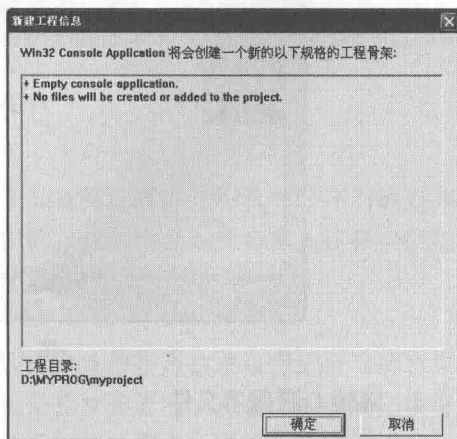 新建工程信息
Win32 Console Application 将会创建一个新的以下规格的工程骨架:
+ Empty console application.
+ No files will be created or added to the project.
工程目录:
D:\MYPROG\myproject
确定
取消